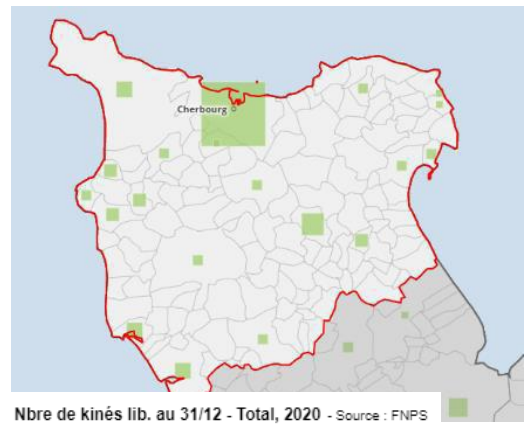 Cherbourg
Nbre de kinés lib. au 31/12 - Total, 2020 - Source : FNPS